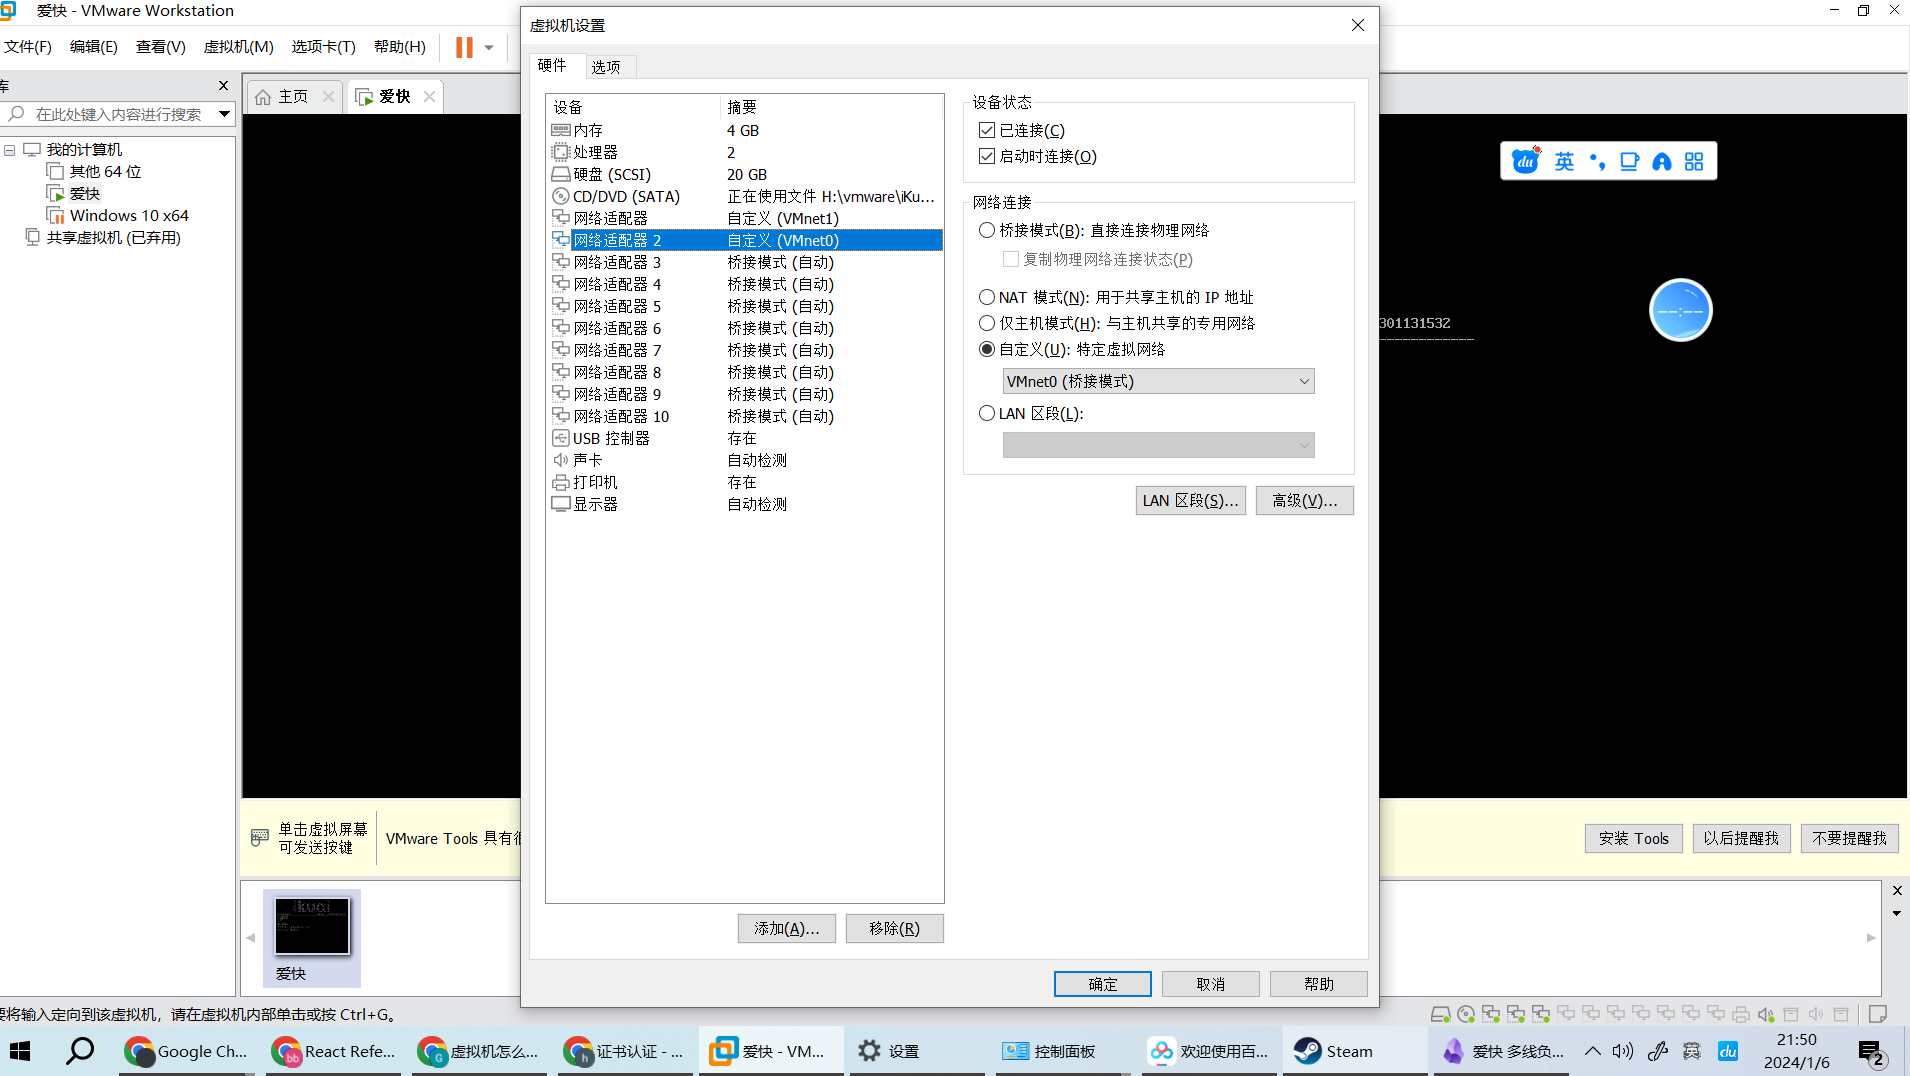 爱快 - VMware Workstation
文件(F) 编辑(E) 查看(V) 虚拟机(M) 选项卡(T) 帮助(H)
库
在此处键入内容进行搜索
我的计算机
其他 64 位
爱快
Windows 10 x64
共享虚拟机 (已弃用)
主页
爱快
虚拟机设置
硬件 选项
设备 摘要
内存 4 GB
处理器 2
硬盘 (SCSI) 20 GB
CD/DVD (SATA) 正在使用文件 H:\vmware\iKu...
网络适配器 自定义 (VMnet1)
网络适配器 2 自定义 (VMnet0)
网络适配器 3 桥接模式 (自动)
网络适配器 4 桥接模式 (自动)
网络适配器 5 桥接模式 (自动)
网络适配器 6 桥接模式 (自动)
网络适配器 7 桥接模式 (自动)
网络适配器 8 桥接模式 (自动)
网络适配器 9 桥接模式 (自动)
网络适配器 10 桥接模式 (自动)
USB 控制器 存在
声卡 自动检测
打印机 存在
显示器 自动检测
添加(A)... 移除(R)
设备状态
已连接(C)
启动时连接(O)
网络连接
桥接模式(B): 直接连接物理网络
复制物理网络连接状态(P)
NAT 模式(N): 用于共享主机的 IP 地址
仅主机模式(H): 与主机共享的专用网络
自定义(U): 特定虚拟网络
VMnet0 (桥接模式)
LAN 区段(L):
LAN 区段(S)... 高级(V)...
确定 取消 帮助
du 英
301131532
------------
--:--
单击虚拟屏幕
可发送按键
VMware Tools 具有
安装 Tools 以后提醒我 不要提醒我
ikuai
爱快
要将输入定向到该虚拟机，请在虚拟机内部单击或按 Ctrl+G。
Google Ch...
React Refe...
虚拟机怎么...
证书认证 - ...
爱快 - VM...
设置
控制面板
欢迎使用百...
Steam
爱快 多线负...
英
du
21:50
2024/1/6
2